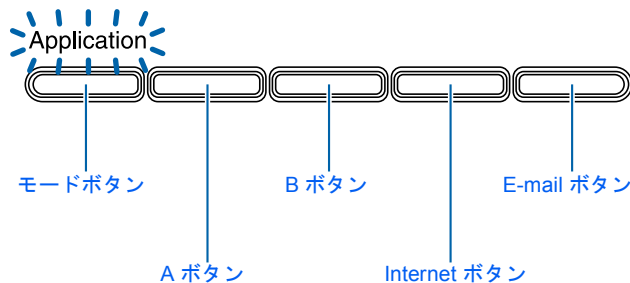 Application
モードボタン
B ボタン
E-mail ボタン
A ボタン
Internet ボタン